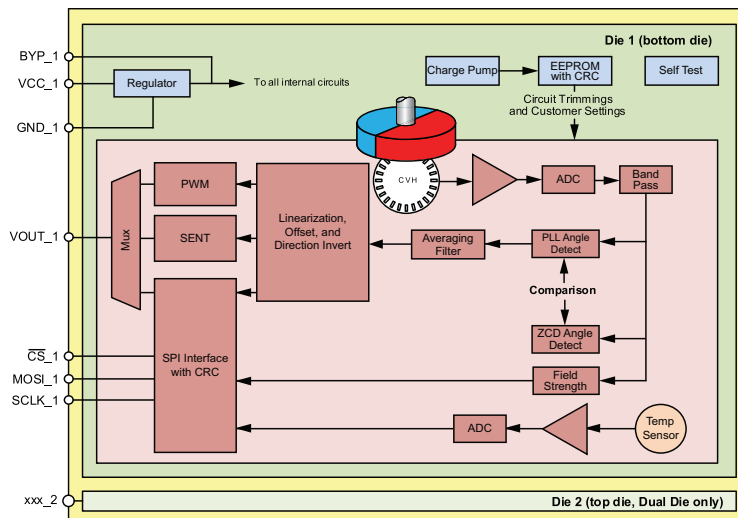 Die 1 (bottom die)
BYP_1
VCC_1
GND_1
Regulator
To all internal circuits
Charge Pump
EEPROM
with CRC
Self Test
Circuit Trimmings
and Customer Settings
VOUT_1
Mux
PWM
SENT
Linearization,
Offset, and
Direction Invert
CVH
ADC
Band
Pass
Averaging
Filter
PLL Angle
Detect
Comparison
ZCD Angle
Detect
CS_1
MOSI_1
SCLK_1
SPI Interface
with CRC
Field
Strength
ADC
Temp
Sensor
xxx_2
Die 2 (top die, Dual Die only)